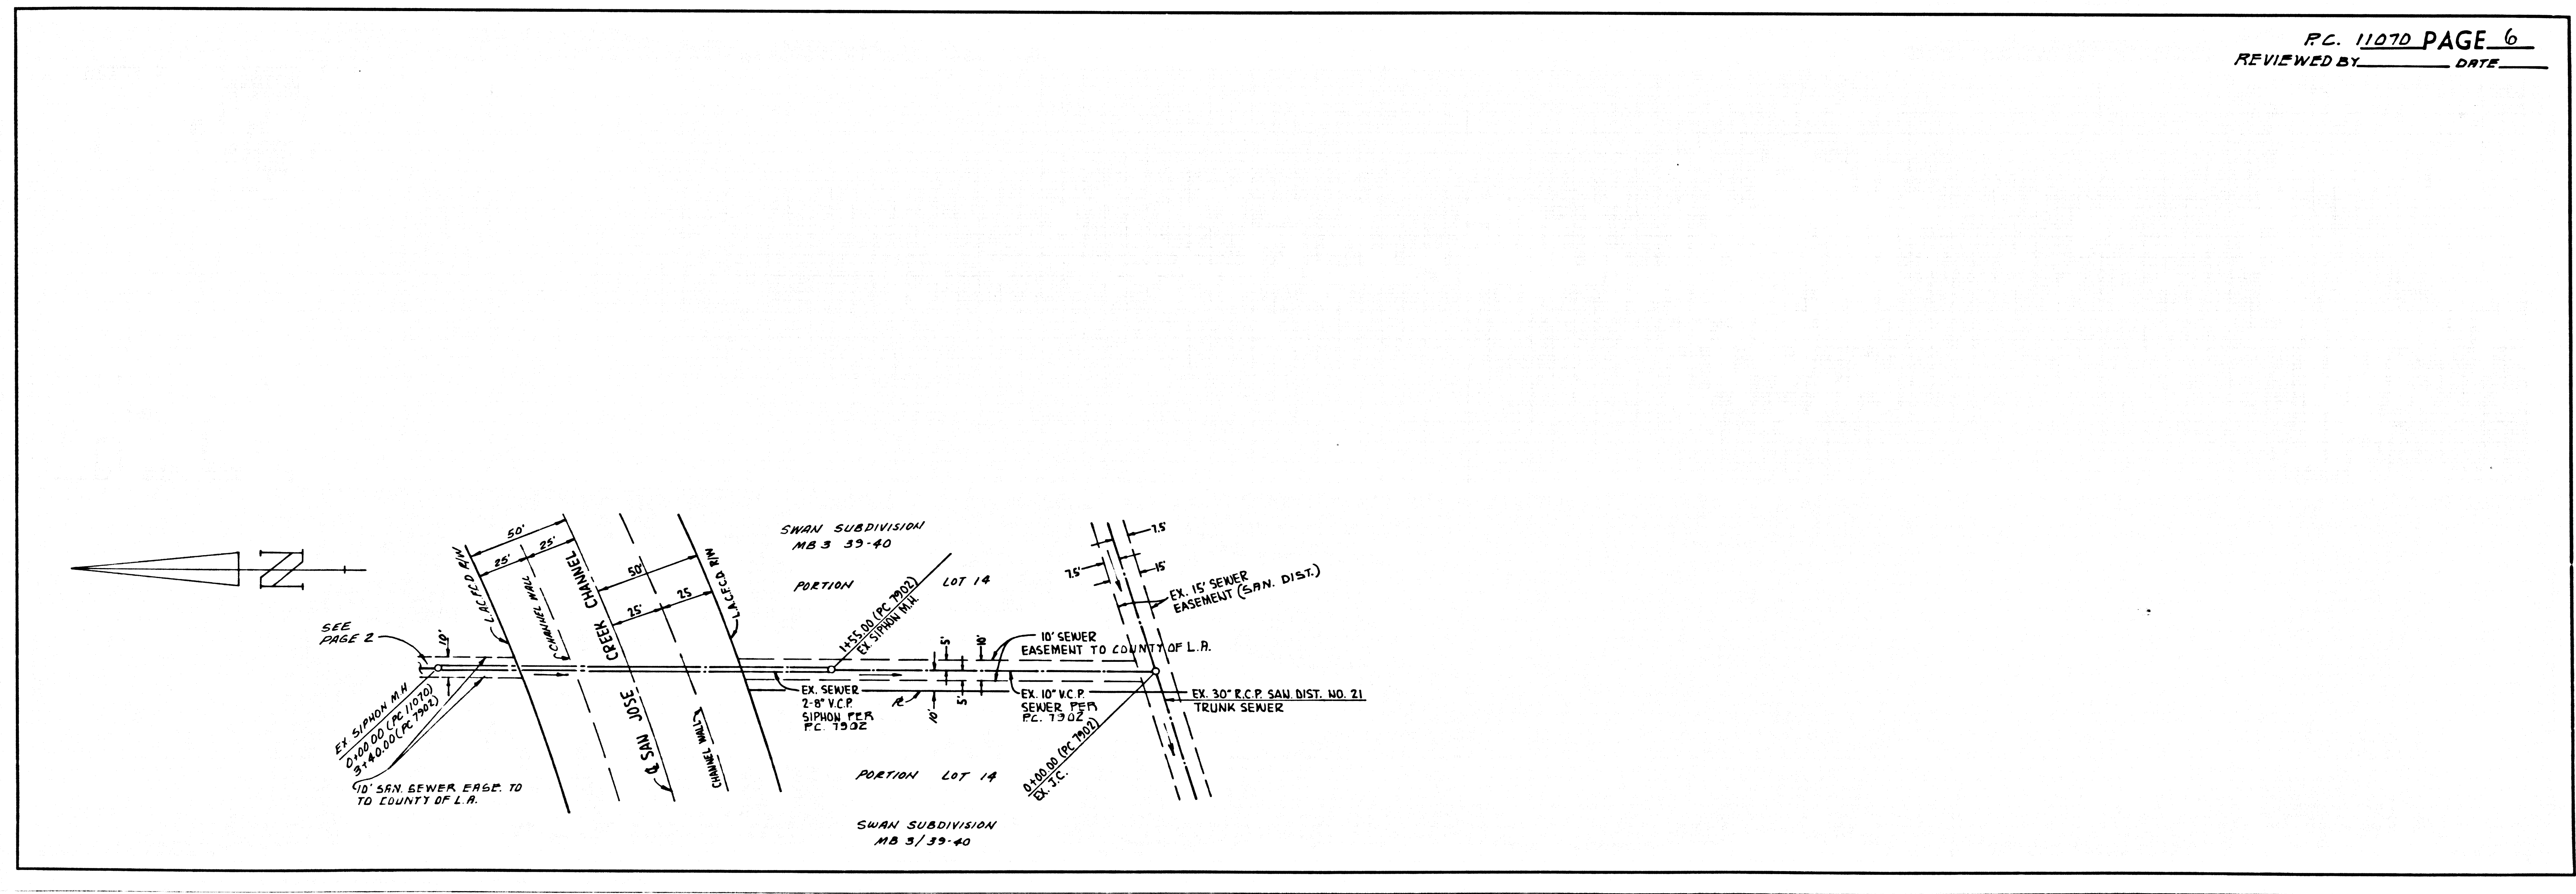 P.C. 11070 PAGE 6
REVIEWED BY DATE
N
SEE
PAGE 2
10'
50'
25'
25'
L.A.C.F.C.D R/W
CHANNEL WALL
SAN JOSE CREEK CHANNEL
50'
25'
25
L.A.C.F.C.D. R/W
CHANNEL WALL
SWAN SUBDIVISION
MB 3 39-40
PORTION LOT 14
1+55.00 (PC 7902)
EX. SIPHON M.H.
EX SIPHON M.H
0+00.00 (PC 11070)
3+40.00 (PC 7902)
10' SAN. SEWER EASE. TO
TO COUNTY OF L.A.
EX. SEWER
2-8" V.C.P.
SIPHON PER
P.C. 7902
10'
5'
5'
10'
10' SEWER
EASEMENT TO COUNTY OF L.A.
EX. 10" V.C.P.
SEWER PER
P.C. 7902
7.5'
7.5'
15'
EX. 15' SEWER
EASEMENT (SAN. DIST.)
EX. 30" R.C.P. SAN. DIST. NO. 21
TRUNK SEWER
0+00.00 (PC 7902)
EX. J.C.
PORTION LOT 14
SWAN SUBDIVISION
MB 3/39-40